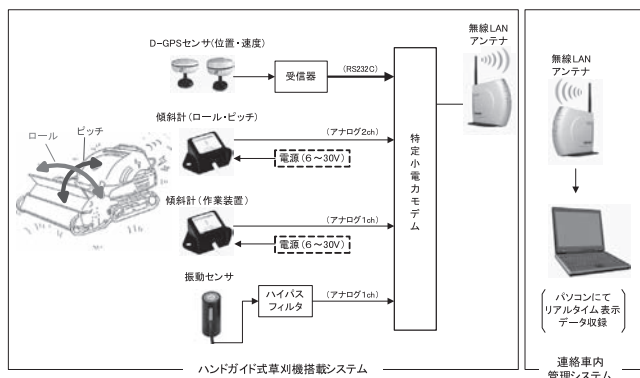 D-GPSセンサ(位置・速度)
受信器
(RS232C)
傾斜計(ロール・ピッチ)
(アナログ2ch)
電源(6～30V)
ロール
ピッチ
傾斜計(作業装置)
(アナログ1ch)
電源(6～30V)
振動センサ
ハイパス
フィルタ
(アナログ1ch)
特定小電力モデム
無線LAN
アンテナ
ハンドガイド式草刈機搭載システム
無線LAN
アンテナ
パソコンにて
リアルタイム表示
データ収録
連絡車内
管理システム